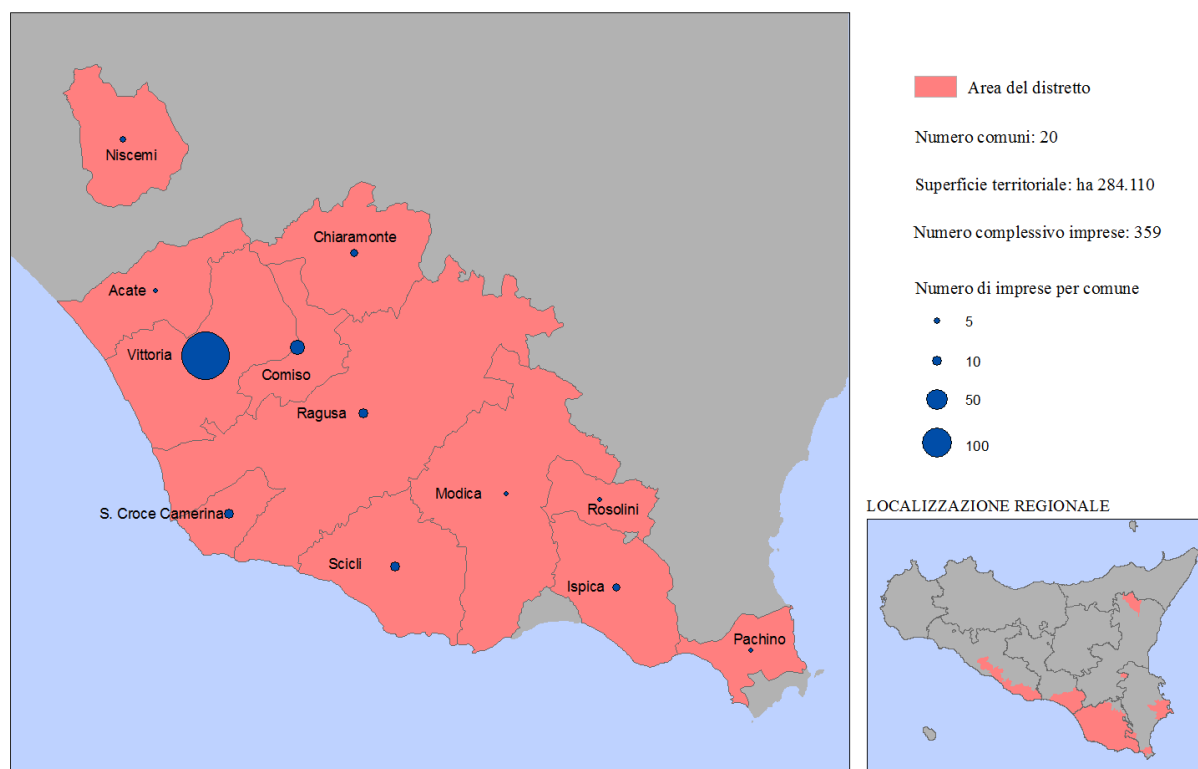 Niscemi
Chiaramonte
Acate
Vittoria
Comiso
Ragusa
Modica
Rosolini
S. Croce Camerina
Scicli
Ispica
Pachino
Area del distretto
Numero comuni: 20
Superficie territoriale: ha 284.110
Numero complessivo imprese: 359
Numero di imprese per comune
5
10
50
100
LOCALIZZAZIONE REGIONALE